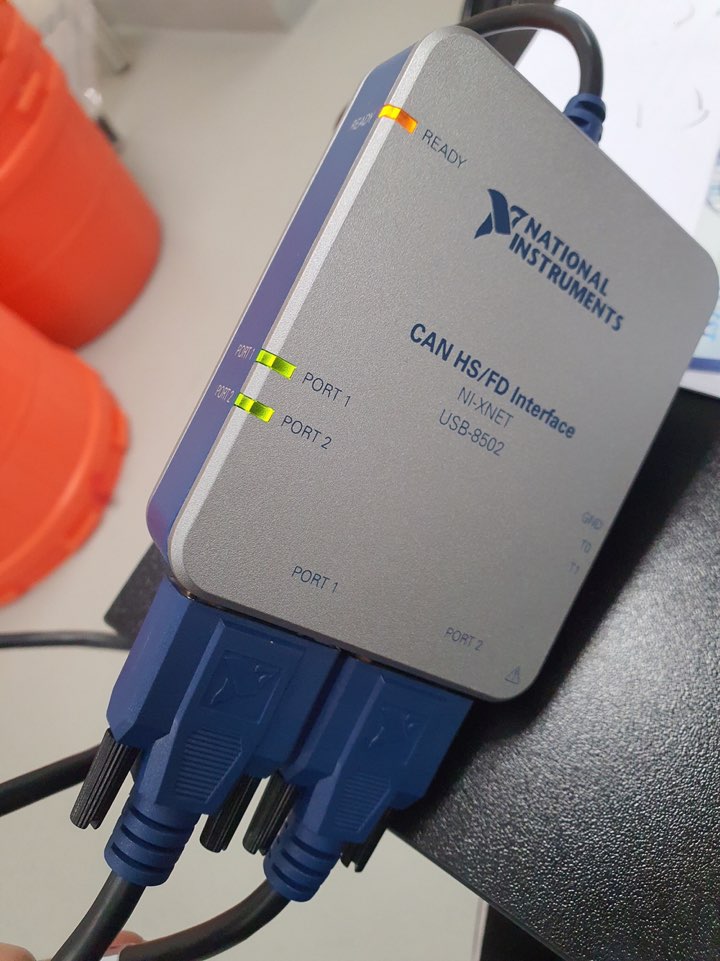 READY
READY
NATIONAL
INSTRUMENTS
CAN HS/FD Interface
NI-XNET
USB-8502
PORT 1
PORT 1
PORT 2
PORT 2
GND
T0
T1
PORT 1
PORT 2